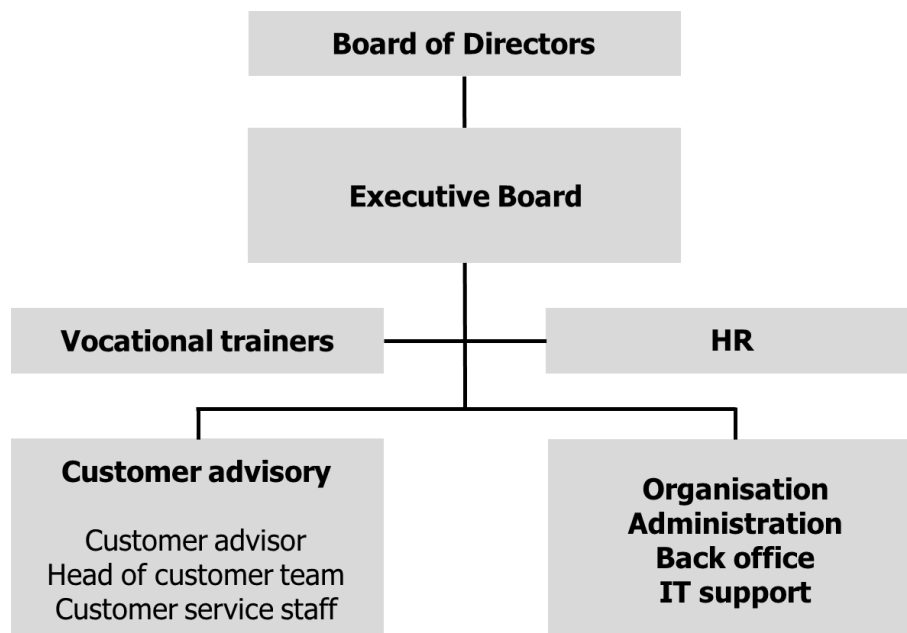 Board of Directors
Executive Board
Vocational trainers
HR
Customer advisory
Customer advisor
Head of customer team
Customer service staff
Organisation
Administration
Back office
IT support